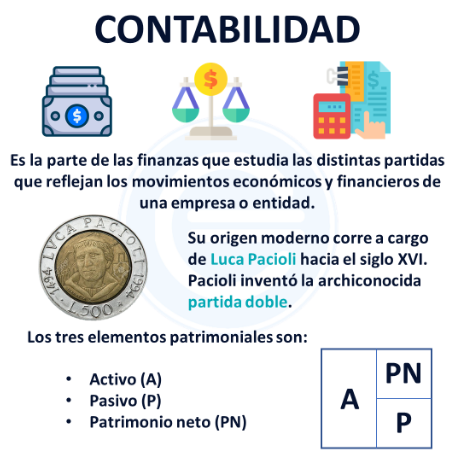 CONTABILIDAD
Es la parte de las finanzas que estudia las distintas partidas
que reflejan los movimientos económicos y financieros de
una empresa o entidad.
LUCA PACIOLI
1494
1994
L.500
Su origen moderno corre a cargo
de Luca Pacioli hacia el siglo XVI.
Pacioli inventó la archiconocida
partida doble.
Los tres elementos patrimoniales son:
• Activo (A)
• Pasivo (P)
• Patrimonio neto (PN)
A
PN
P